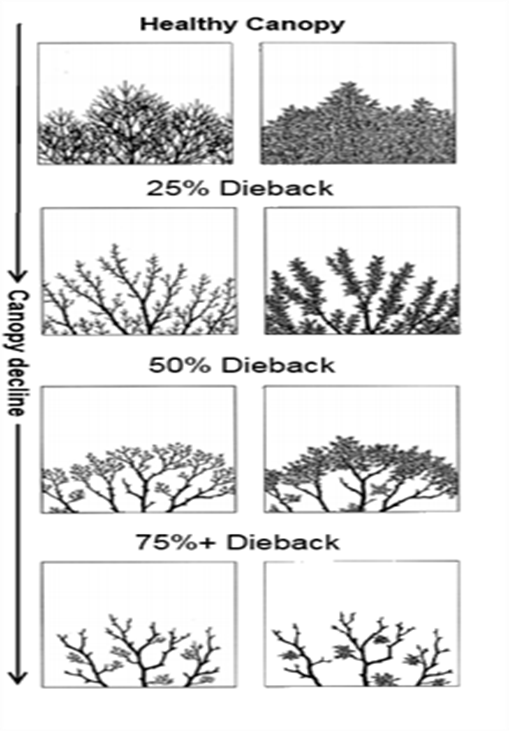 Healthy Canopy
25% Dieback
Canopy decline
50% Dieback
75%+ Dieback